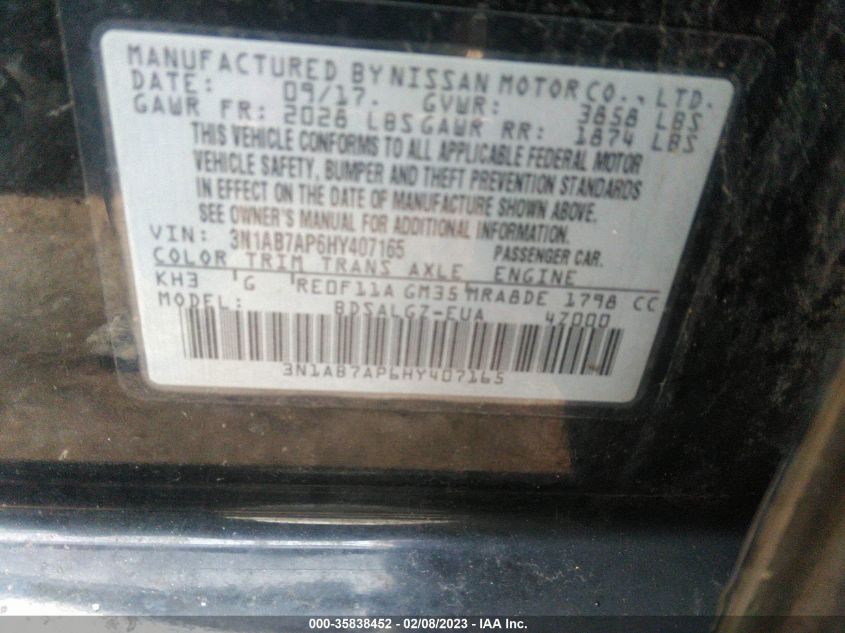 MANUFACTURED BY NISSAN MOTOR CO., LTD.
DATE: 09/17. GVWR: 3858 LBS
GAWR FR: 2028 LBS GAWR RR: 1874 LBS
THIS VEHICLE CONFORMS TO ALL APPLICABLE FEDERAL MOTOR
VEHICLE SAFETY, BUMPER AND THEFT PREVENTION STANDARDS
IN EFFECT ON THE DATE OF MANUFACTURE SHOWN ABOVE.
SEE OWNER'S MANUAL FOR ADDITIONAL INFORMATION.
VIN: 3N1AB7AP6HY407165 PASSENGER CAR.
COLOR TRIM TRANS AXLE ENGINE
KH3 G RE0F11A GM35 MRA8DE 1798 CC
MODEL: BDSALGZ-EUA 4Z000
3N1AB7AP6HY407165
000-35838452 - 02/08/2023 - IAA Inc.